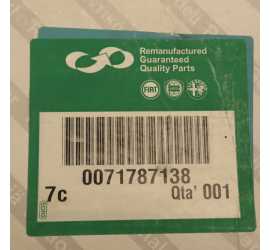 Remanufactured
Guaranteed
Quality Parts
FIAT
0071787138
7c
Qta' 001